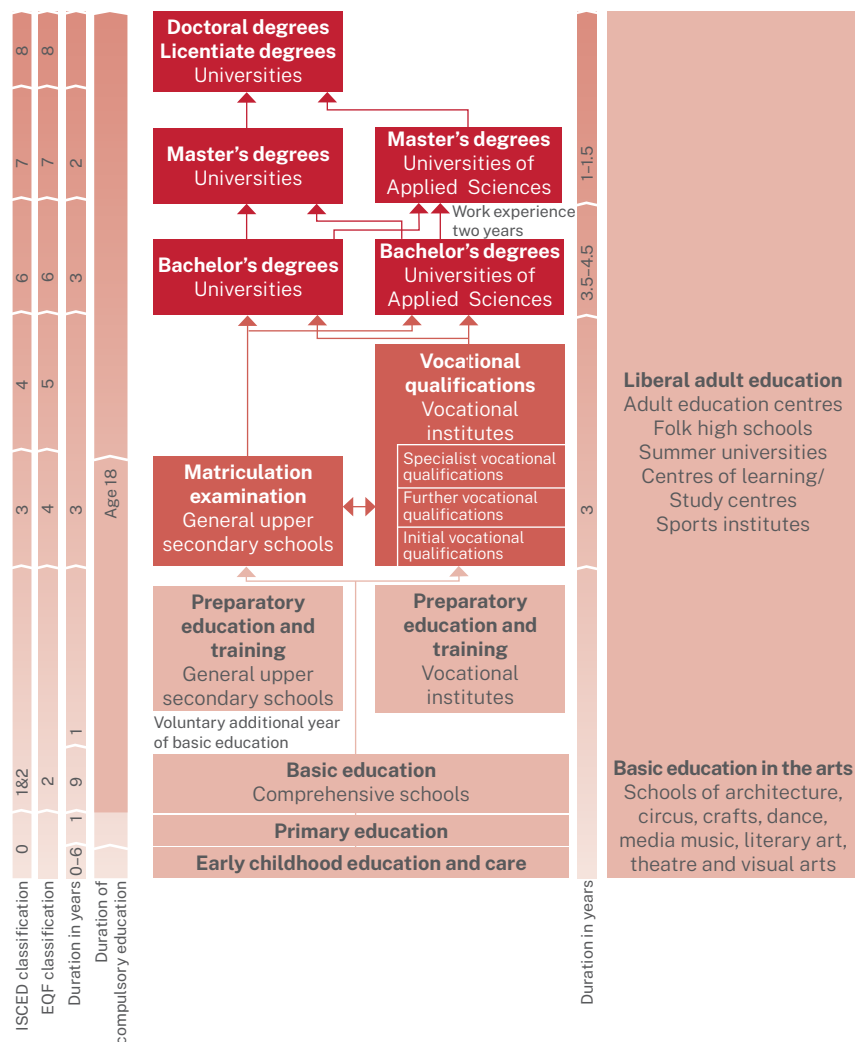 Doctoral degrees
Licentiate degrees
Universities
Master's degrees
Universities
Master's degrees
Universities of
Applied Sciences
Work experience
two years
Bachelor's degrees
Universities
Bachelor's degrees
Universities of
Applied Sciences
Vocational
qualifications
Vocational
institutes
Specialist vocational
qualifications
Further vocational
qualifications
Initial vocational
qualifications
Matriculation
examination
General upper
secondary schools
Preparatory
education and
training
General upper
secondary schools
Preparatory
education and
training
Vocational
institutes
Voluntary additional year
of basic education
Basic education
Comprehensive schools
Primary education
Early childhood education and care
8
7
6
4
3
1&2
0
ISCED classification
8
7
6
5
4
2
EQF classification
2
3
3
1
9
1
0–6
Duration in years
Age 18
Duration of
compulsory education
1–1.5
3.5–4.5
3
Duration in years
Liberal adult education
Adult education centres
Folk high schools
Summer universities
Centres of learning/
Study centres
Sports institutes
Basic education in the arts
Schools of architecture,
circus, crafts, dance,
media music, literary art,
theatre and visual arts